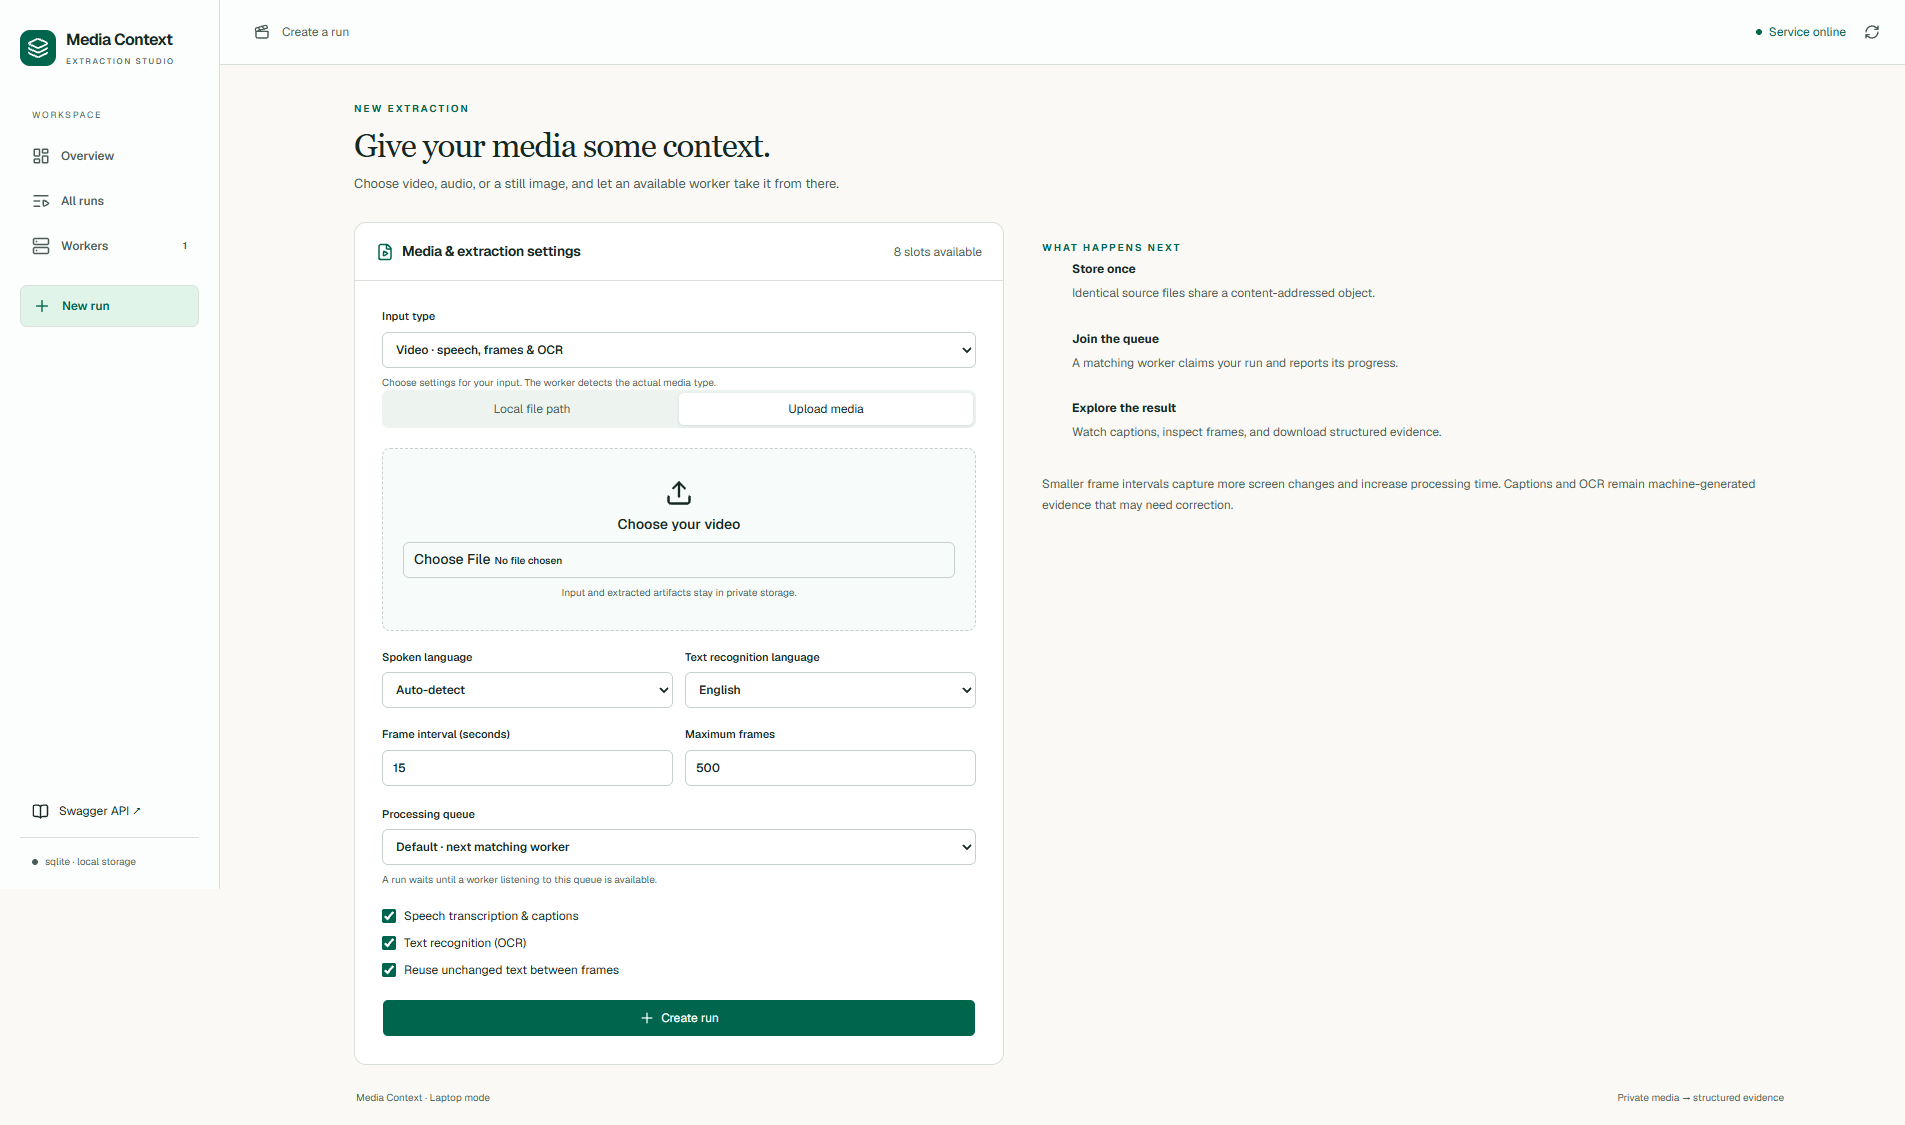 Media Context
EXTRACTION STUDIO
WORKSPACE
Overview
All runs
Workers 1
New run
Swagger API ↗
sqlite · local storage
Create a run
Service online
NEW EXTRACTION
Give your media some context.
Choose video, audio, or a still image, and let an available worker take it from there.
Media & extraction settings
8 slots available
Input type
Video · speech, frames & OCR
Choose settings for your input. The worker detects the actual media type.
Local file path
Upload media
Choose your video
Choose File No file chosen
Input and extracted artifacts stay in private storage.
Spoken language
Text recognition language
Auto-detect
English
Frame interval (seconds)
Maximum frames
15
500
Processing queue
Default · next matching worker
A run waits until a worker listening to this queue is available.
Speech transcription & captions
Text recognition (OCR)
Reuse unchanged text between frames
Create run
WHAT HAPPENS NEXT
Store once
Identical source files share a content-addressed object.
Join the queue
A matching worker claims your run and reports its progress.
Explore the result
Watch captions, inspect frames, and download structured evidence.
Smaller frame intervals capture more screen changes and increase processing time. Captions and OCR remain machine-generated
evidence that may need correction.
Media Context · Laptop mode
Private media → structured evidence